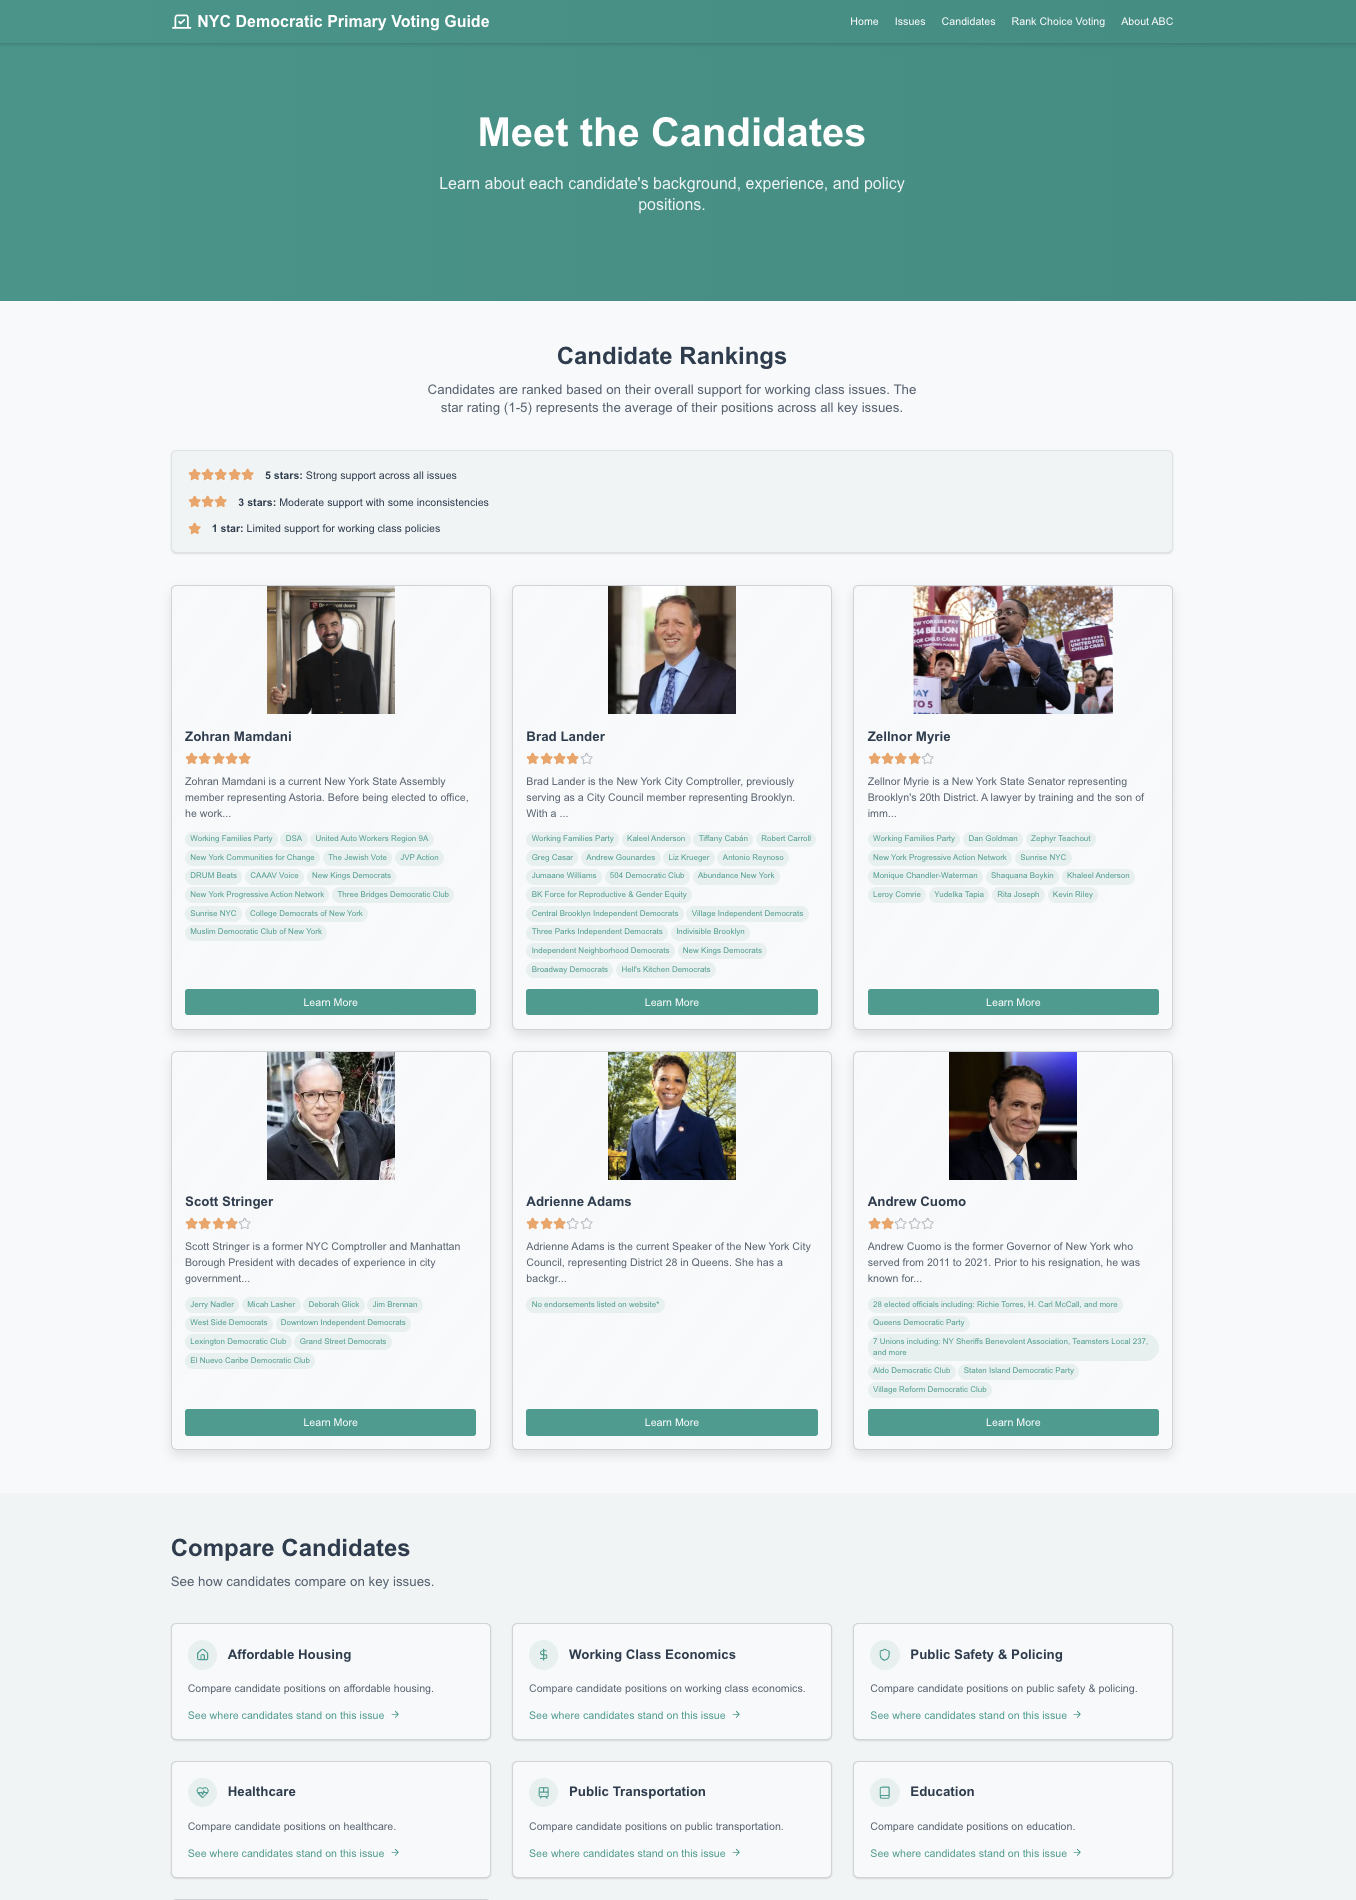 NYC Democratic Primary Voting Guide
Home Issues Candidates Rank Choice Voting About ABC
Meet the Candidates
Learn about each candidate's background, experience, and policy
positions.
Candidate Rankings
Candidates are ranked based on their overall support for working class issues. The
star rating (1-5) represents the average of their positions across all key issues.
5 stars: Strong support across all issues
3 stars: Moderate support with some inconsistencies
1 star: Limited support for working class policies
Zohran Mamdani
Zohran Mamdani is a current New York State Assembly
member representing Astoria. Before being elected to office,
he work...
Working Families Party DSA United Auto Workers Region 9A
New York Communities for Change The Jewish Vote JVP Action
DRUM Beats CAAAV Voice New Kings Democrats
New York Progressive Action Network Three Bridges Democratic Club
Sunrise NYC College Democrats of New York
Muslim Democratic Club of New York
Learn More
Brad Lander
Brad Lander is the New York City Comptroller, previously
serving as a City Council member representing Brooklyn.
With a ...
Working Families Party Kaleel Anderson Tiffany Cabán Robert Carroll
Greg Casar Andrew Gounardes Liz Krueger Antonio Reynoso
Jumaane Williams 504 Democratic Club Abundance New York
BK Force for Reproductive & Gender Equity
Central Brooklyn Independent Democrats Village Independent Democrats
Three Parks Independent Democrats Indivisible Brooklyn
Independent Neighborhood Democrats New Kings Democrats
Broadway Democrats Hell's Kitchen Democrats
Learn More
$14 BILLION
FOR CHILD CARE
UNITED FOR
CHILD CARE
DAY
TO 5
Zellnor Myrie
Zellnor Myrie is a New York State Senator representing
Brooklyn's 20th District. A lawyer by training and the son of
imm...
Working Families Party Dan Goldman Zephyr Teachout
New York Progressive Action Network Sunrise NYC
Monique Chandler-Waterman Shaquana Boykin Khaleel Anderson
Leroy Comrie Yudelka Tapia Rita Joseph Kevin Riley
Learn More
Scott Stringer
Scott Stringer is a former NYC Comptroller and Manhattan
Borough President with decades of experience in city
government...
Jerry Nadler Micah Lasher Deborah Glick Jim Brennan
West Side Democrats Downtown Independent Democrats
Lexington Democratic Club Grand Street Democrats
El Nuevo Caribe Democratic Club
Learn More
Adrienne Adams
Adrienne Adams is the current Speaker of the New York City
Council, representing District 28 in Queens. She has a
backgr...
No endorsements listed on website*
Learn More
Andrew Cuomo
Andrew Cuomo is the former Governor of New York who
served from 2011 to 2021. Prior to his resignation, he was
known for...
28 elected officials including: Richie Torres, H. Carl McCall, and more
Queens Democratic Party
7 Unions including: NY Sheriffs Benevolent Association, Teamsters Local 237,
and more
Aldo Democratic Club Staten Island Democratic Party
Village Reform Democratic Club
Learn More
Compare Candidates
See how candidates compare on key issues.
Affordable Housing
Compare candidate positions on affordable housing.
See where candidates stand on this issue
Working Class Economics
Compare candidate positions on working class economics.
See where candidates stand on this issue
Public Safety & Policing
Compare candidate positions on public safety & policing.
See where candidates stand on this issue
Healthcare
Compare candidate positions on healthcare.
See where candidates stand on this issue
Public Transportation
Compare candidate positions on public transportation.
See where candidates stand on this issue
Education
Compare candidate positions on education.
See where candidates stand on this issue